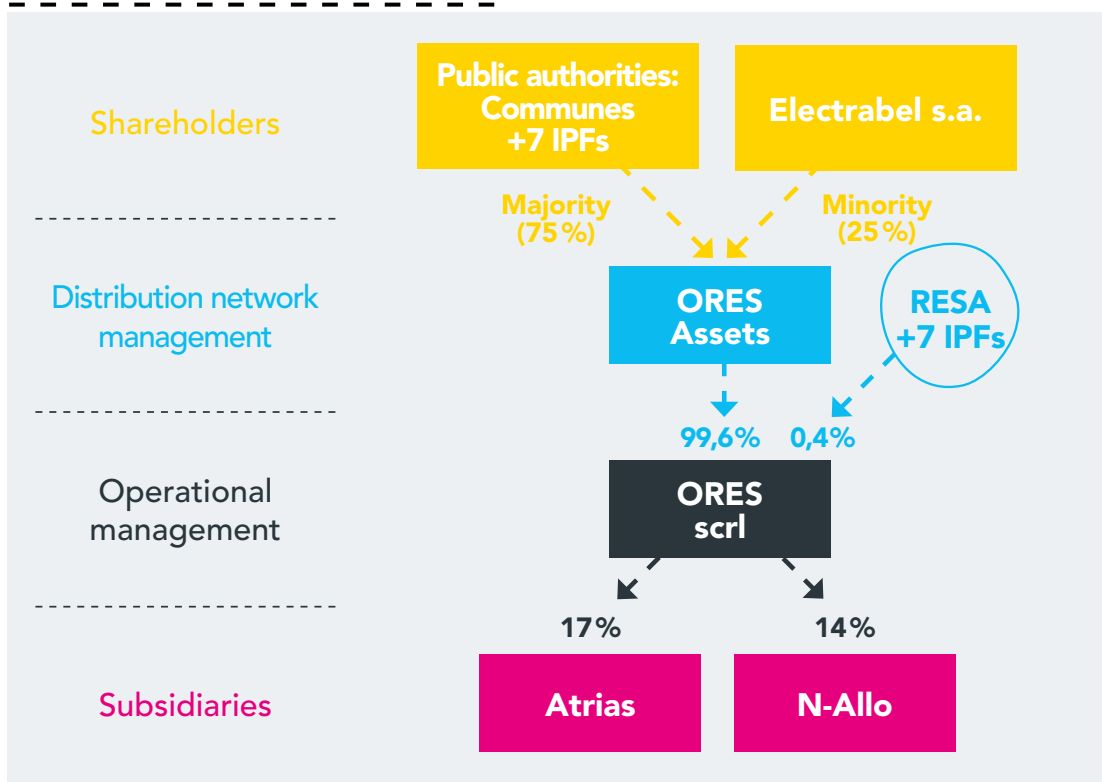 Shareholders
Public authorities:
Communes
+7 IPFs
Electrabel s.a.
Majority
(75%)
Minority
(25%)
Distribution network
management
ORES
Assets
RESA
+7 IPFs
99,6%
0,4%
Operational
management
ORES
scrl
17%
14%
Subsidiaries
Atrias
N-Allo